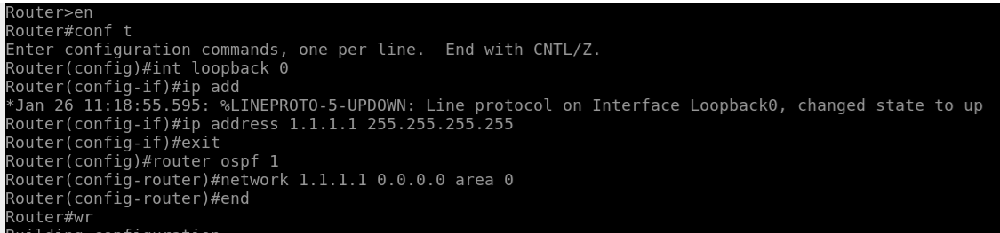 Router>en
Router#conf t
Enter configuration commands, one per line.  End with CNTL/Z.
Router(config)#int loopback 0
Router(config-if)#ip add
*Jan 26 11:18:55.595: %LINEPROTO-5-UPDOWN: Line protocol on Interface Loopback0, changed state to up
Router(config-if)#ip address 1.1.1.1 255.255.255.255
Router(config-if)#exit
Router(config)#router ospf 1
Router(config-router)#network 1.1.1.1 0.0.0.0 area 0
Router(config-router)#end
Router#wr
Building configuration